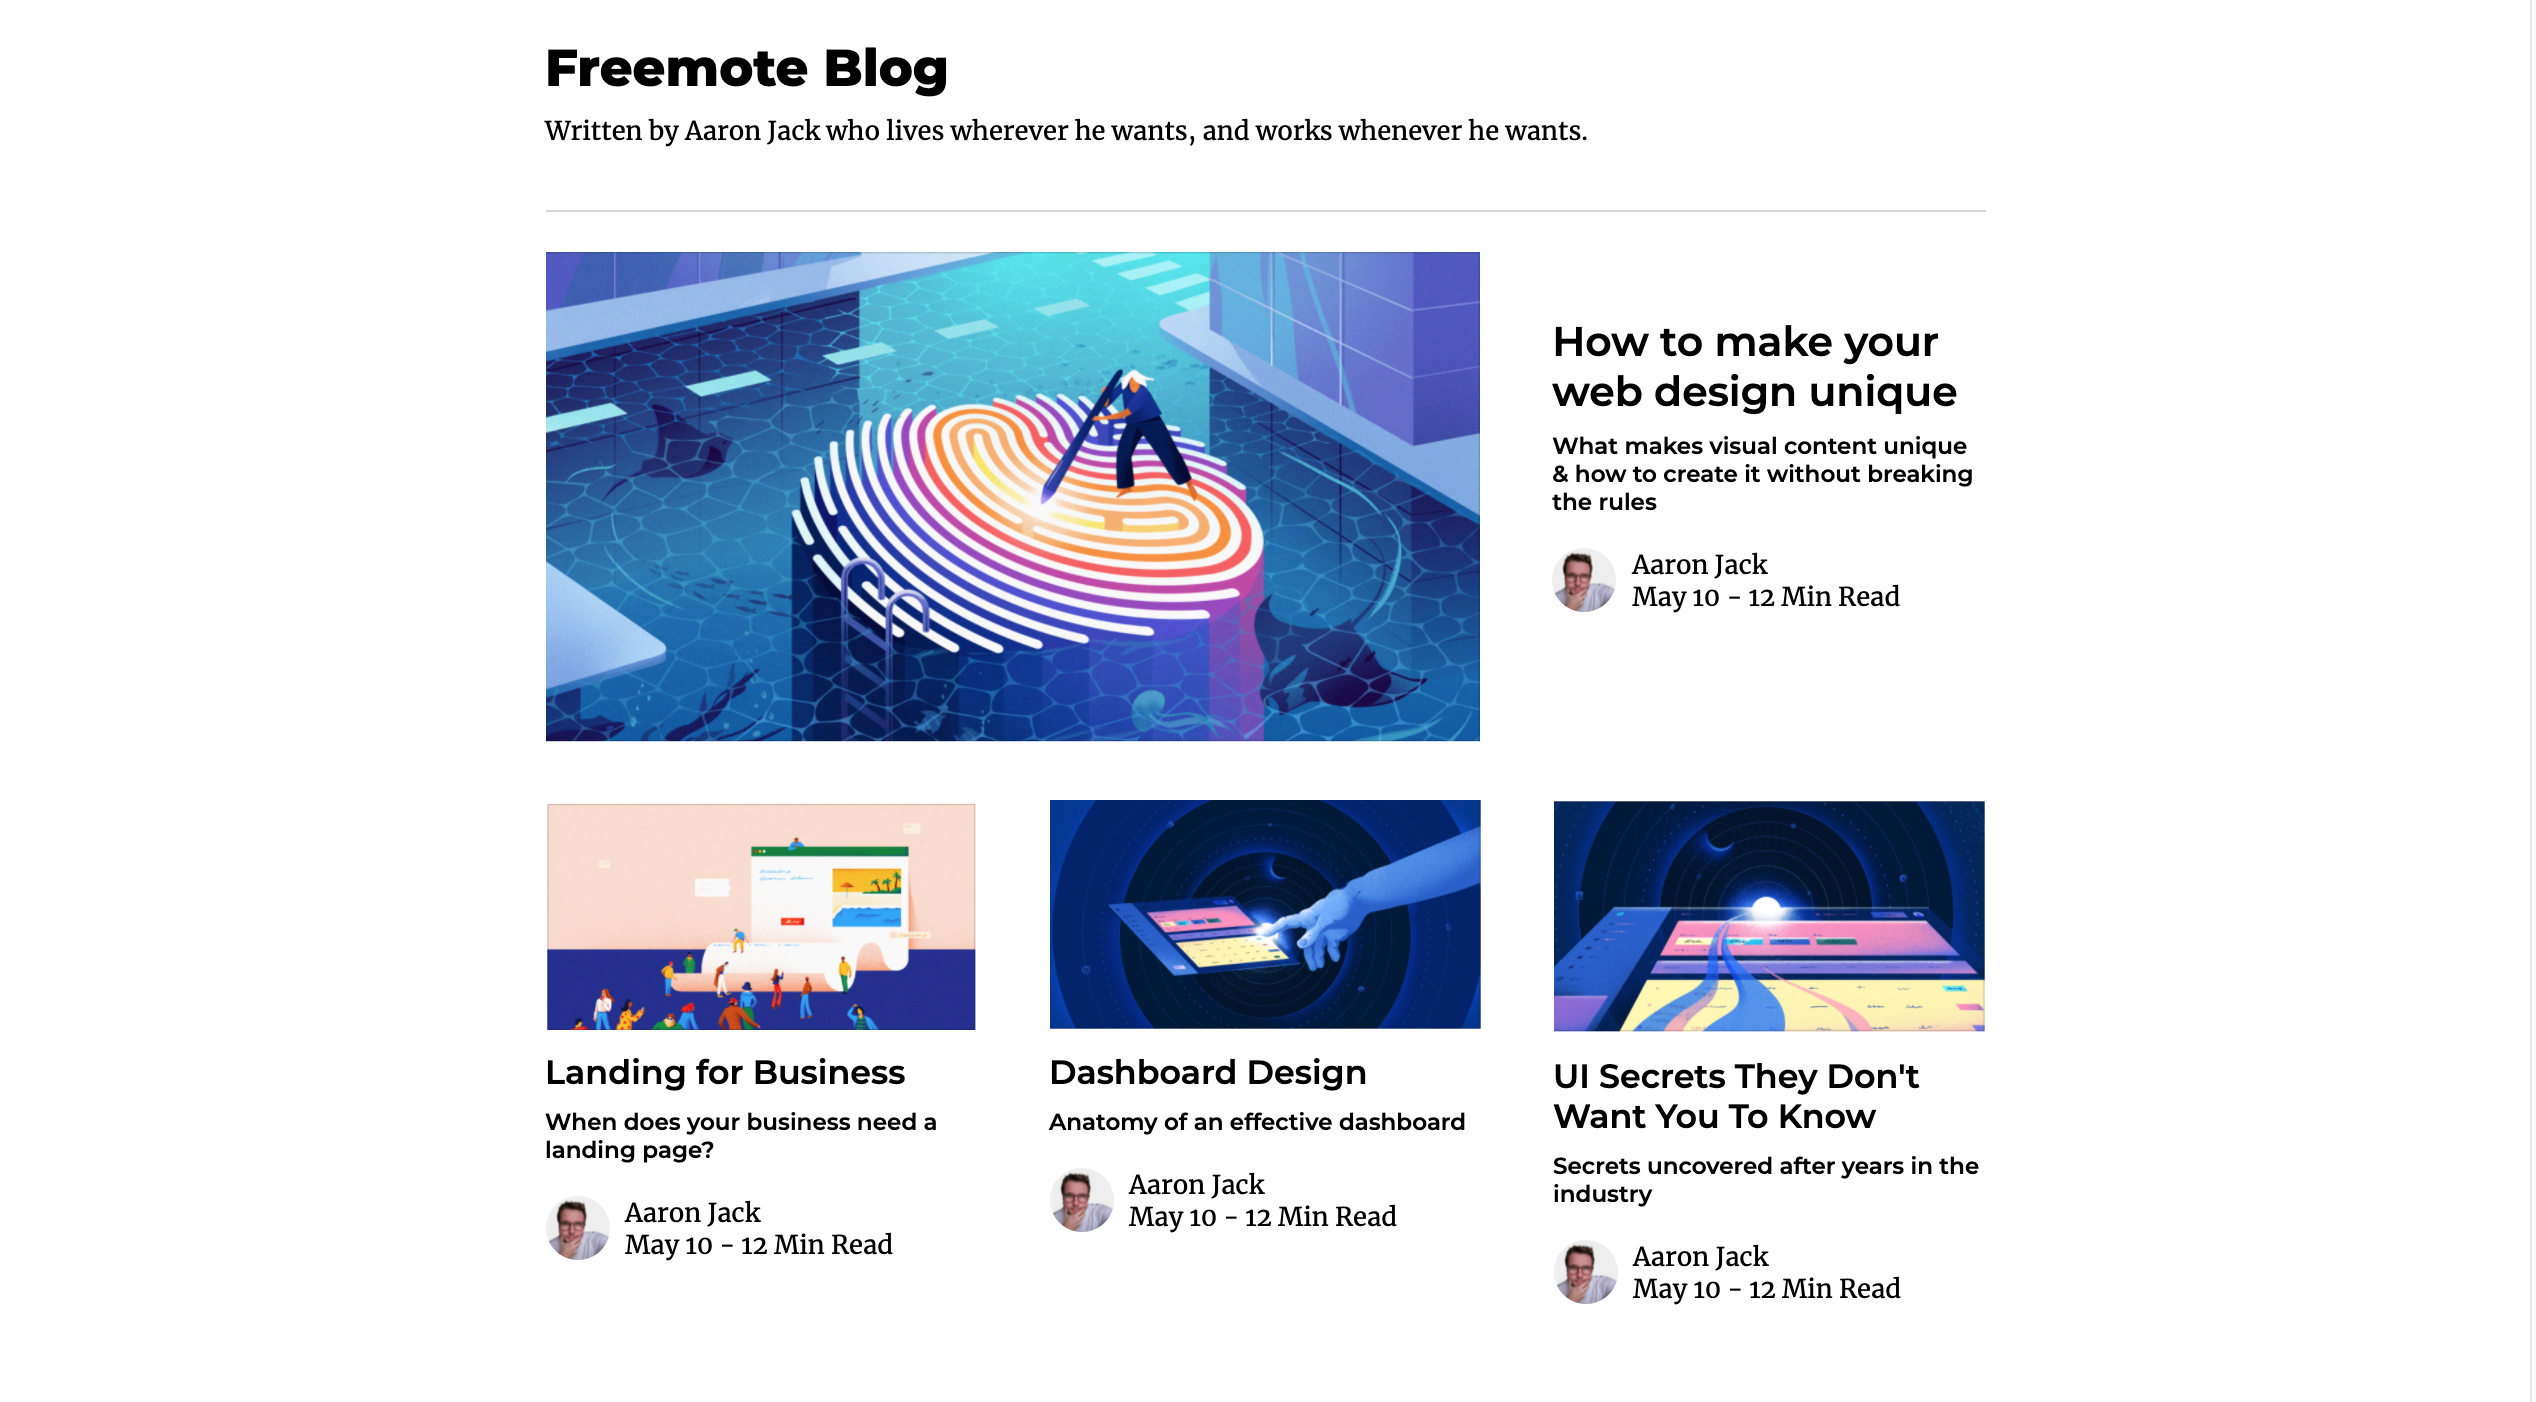 Freemote Blog
Written by Aaron Jack who lives wherever he wants, and works whenever he wants.
How to make your
web design unique
What makes visual content unique
& how to create it without breaking
the rules
Aaron Jack
May 10 - 12 Min Read
Landing for Business
When does your business need a
landing page?
Aaron Jack
May 10 - 12 Min Read
Dashboard Design
Anatomy of an effective dashboard
Aaron Jack
May 10 - 12 Min Read
UI Secrets They Don't
Want You To Know
Secrets uncovered after years in the
industry
Aaron Jack
May 10 - 12 Min Read